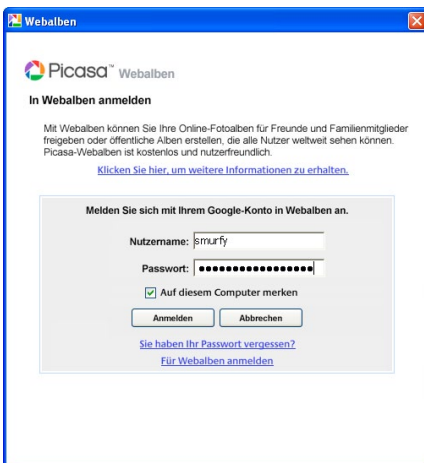 Webalben
Picasa™ Webalben
In Webalben anmelden
Mit Webalben können Sie Ihre Online-Fotoalben für Freunde und Familienmitglieder
freigeben oder öffentliche Alben erstellen, die alle Nutzer weltweit sehen können.
Picasa-Webalben ist kostenlos und nutzerfreundlich.
Klicken Sie hier, um weitere Informationen zu erhalten.
Melden Sie sich mit Ihrem Google-Konto in Webalben an.
Nutzername: smurfy
Passwort: ●●●●●●●●●●●●●●●●●
Auf diesem Computer merken
Anmelden Abbrechen
Sie haben Ihr Passwort vergessen?
Für Webalben anmelden